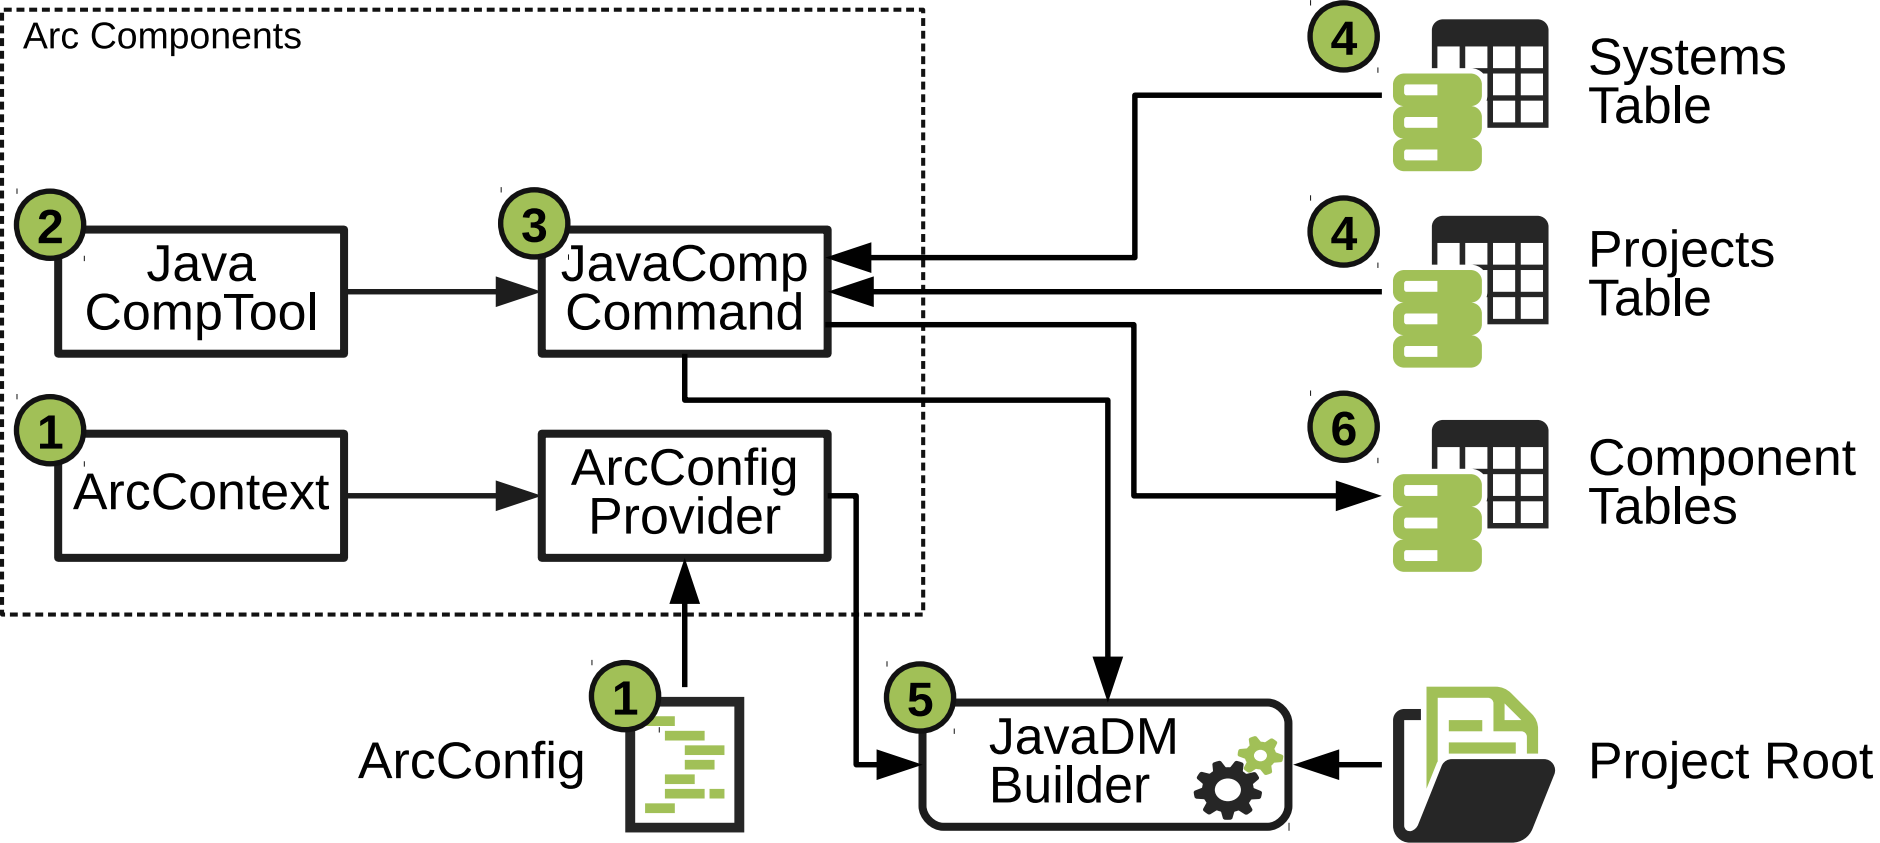 Arc Components
4
Systems
Table
2
Java
CompTool
3
JavaComp
Command
4
Projects
Table
1
ArcContext
ArcConfig
Provider
6
Component
Tables
1
ArcConfig
5
JavaDM
Builder
Project Root